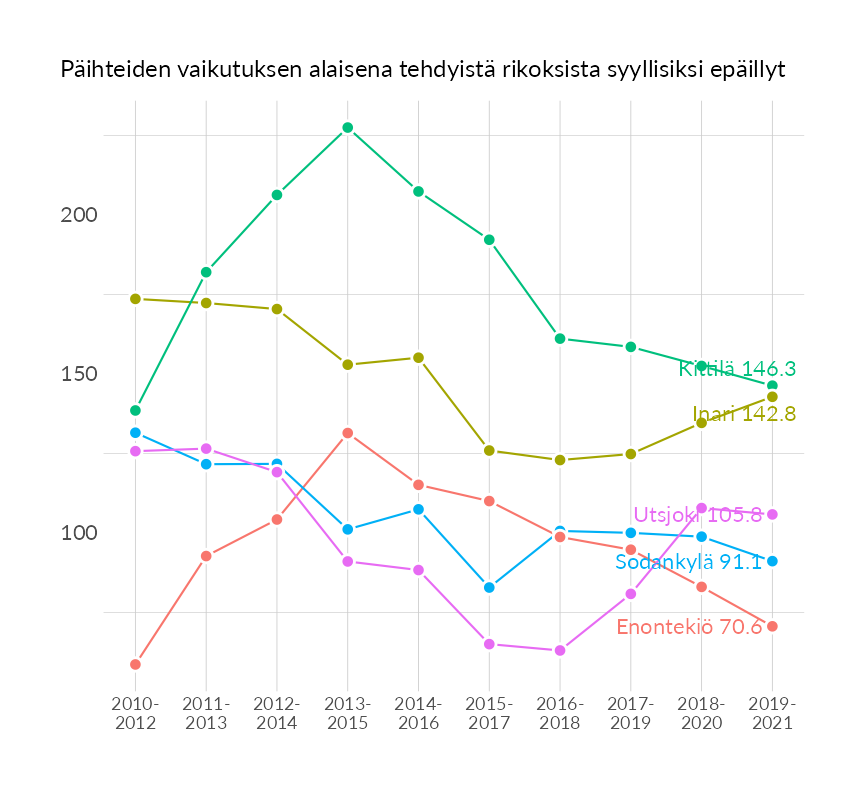 Päihteiden vaikutuksen alaisena tehdyistä rikoksista syyllisiksi epäillyt
200
150
100
Kittilä 146.3
Inari 142.8
Utsjoki 105.8
Sodankylä 91.1
Enontekiö 70.6
2010- 2011- 2012- 2013- 2014- 2015- 2016- 2017- 2018- 2019-
2012 2013 2014 2015 2016 2017 2018 2019 2020 2021